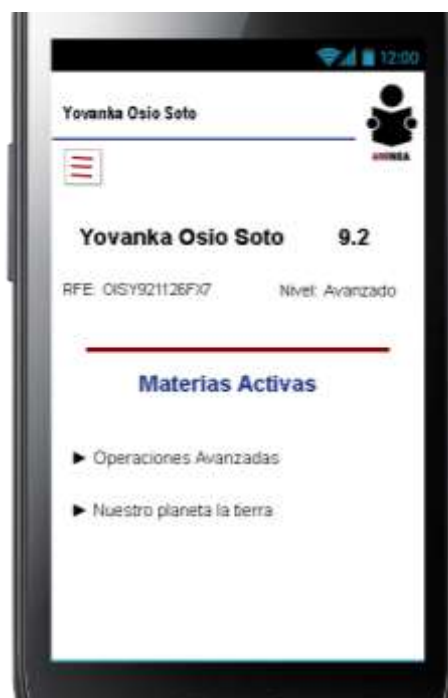 12:00
Yovanka Osio Soto
Yovanka Osio Soto 9.2
RFE: OISY921126FX7 Nivel: Avanzado
Materias Activas
Operaciones Avanzadas
Nuestro planeta la tierra